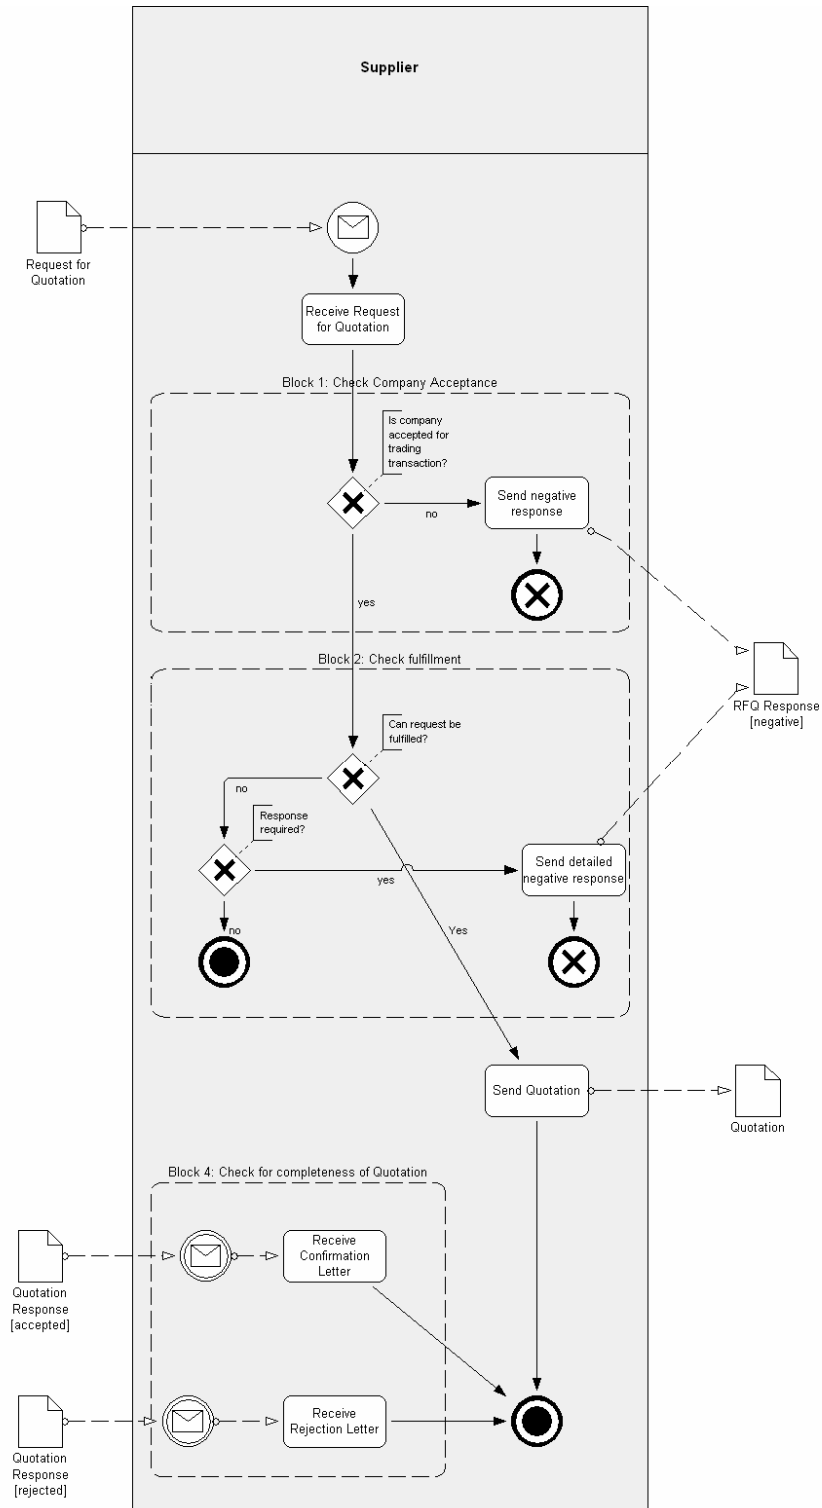 Supplier
Request for
Quotation
Receive Request
for Quotation
Block 1: Check Company Acceptance
Is company
accepted for
trading
transaction?
Send negative
response
no
yes
Block 2: Check fulfillment
RFQ Response
[negative]
Can request be
fulfilled?
no
Response
required?
Send detailed
negative response
yes
no
Yes
Send Quotation
Quotation
Block 4: Check for completeness of Quotation
Receive
Confirmation
Letter
Quotation
Response
[accepted]
Receive
Rejection Letter
Quotation
Response
[rejected]